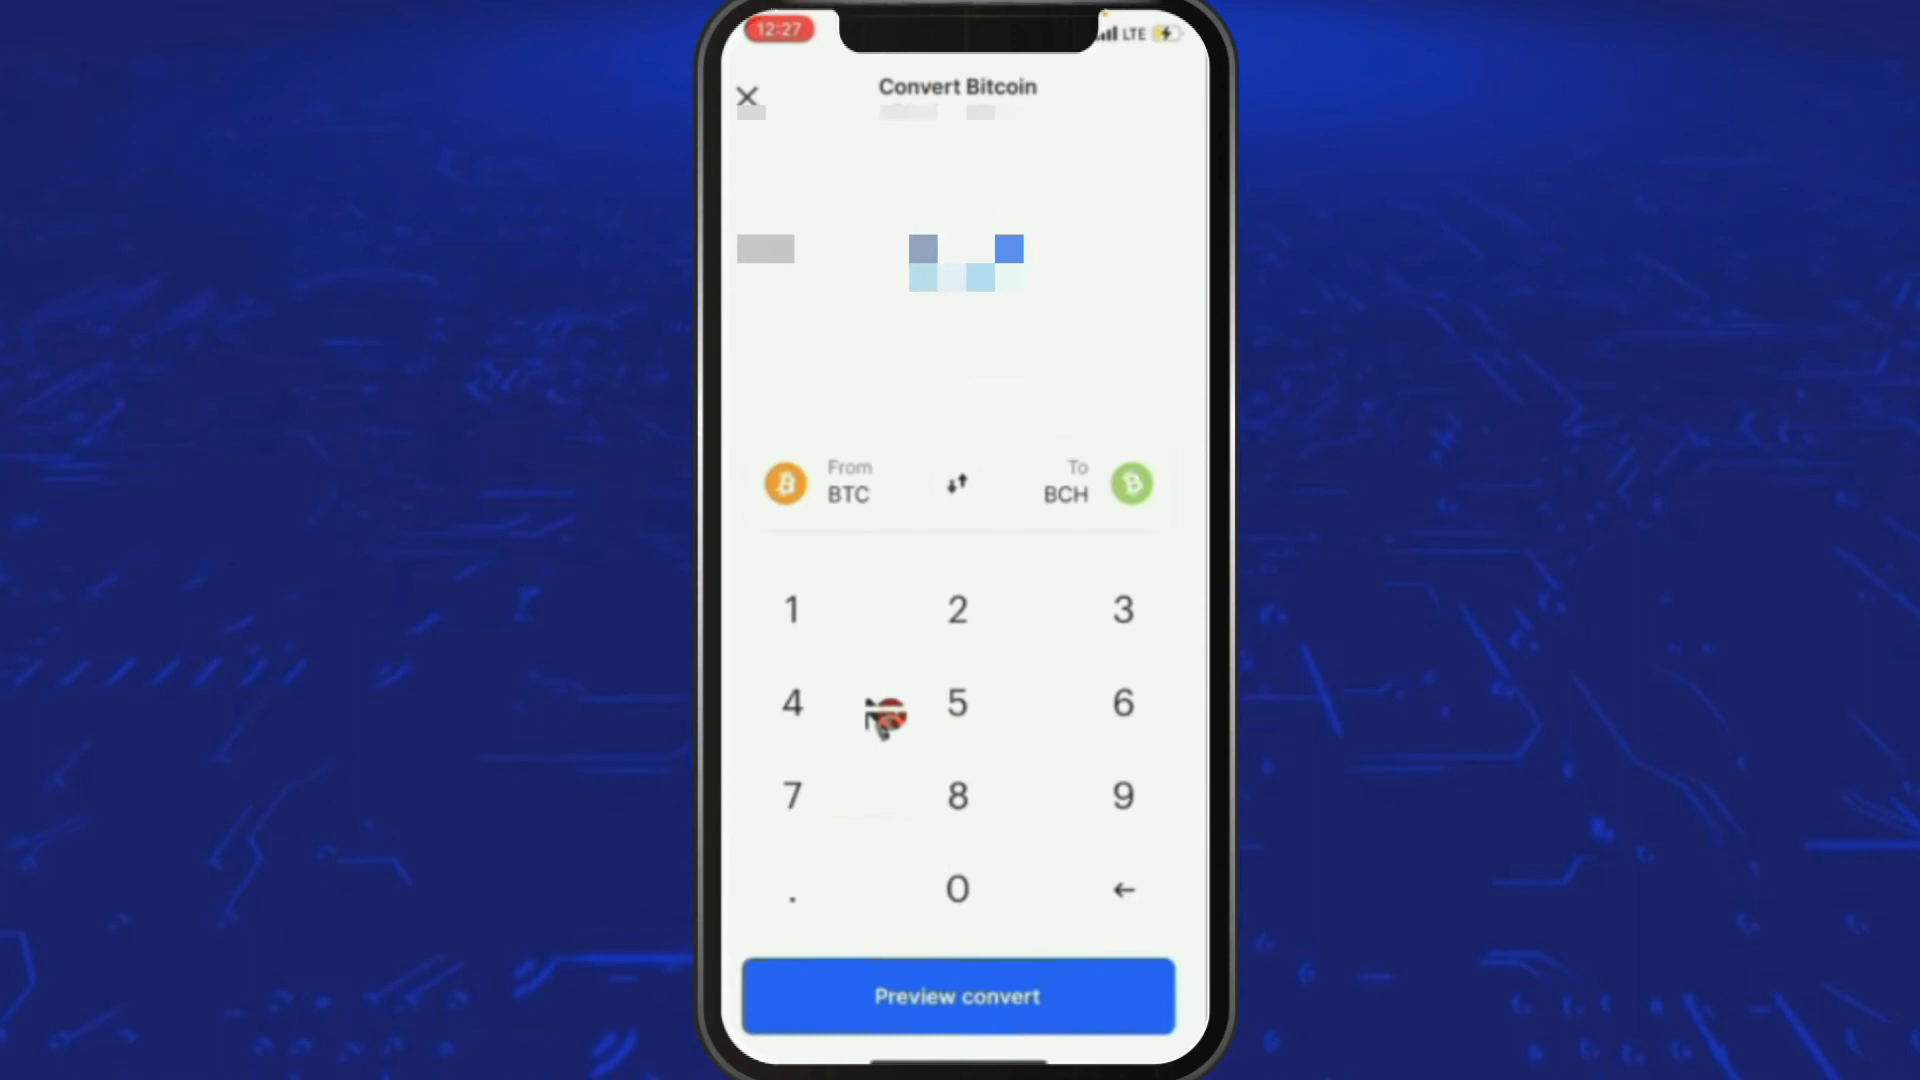 12:27
LTE
Convert Bitcoin
From
To
BTC
BCH
1 2 3
4 5 6
7 8 9
. 0
Preview convert